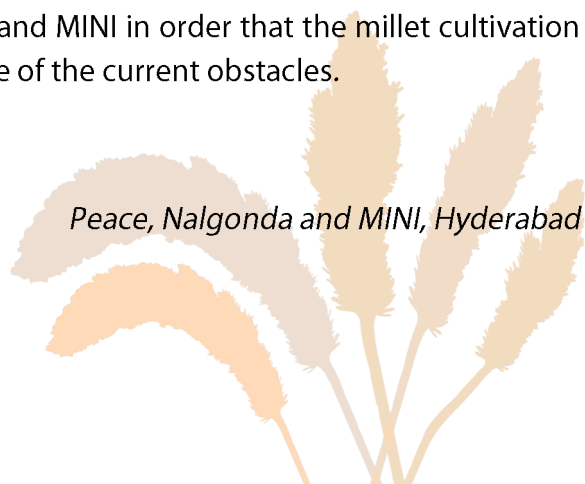 and MINI in order that the millet cultivation
e of the current obstacles.
Peace, Nalgonda and MINI, Hyderabad